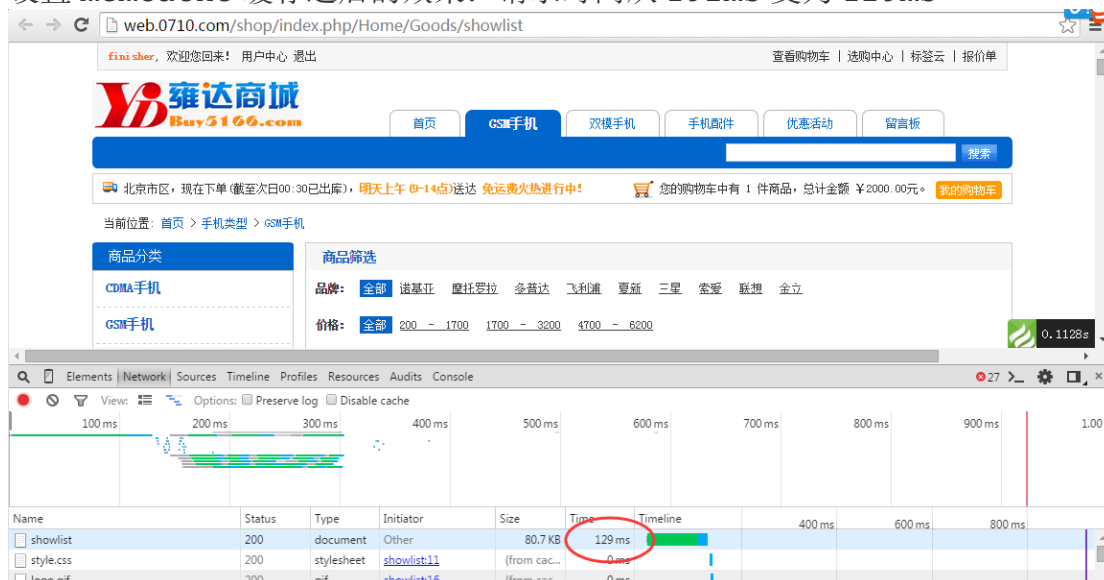 web.0710.com/shop/index.php/Home/Goods/showlist
finisher, 欢迎您回来! 用户中心 退出 查看购物车 | 选购中心 | 标签云 | 报价单
YD 雍达商城
Buy5166.com
首页 GSM手机 双模手机 手机配件 优惠活动 留言板
搜索
北京市区，现在下单(截至次日00:30已出库)，明天上午(9-14点)送达 免运费火热进行中! 您的购物车中有 1 件商品，总计金额 ￥2000.00元。 我的购物车
当前位置: 首页 > 手机类型 > GSM手机
商品分类 商品筛选
CDMA手机 品牌: 全部 诺基亚 摩托罗拉 多普达 飞利浦 夏新 三星 索爱 联想 金立
GSM手机 价格: 全部 200 - 1700 1700 - 3200 4700 - 6200
0.1128s
Elements Network Sources Timeline Profiles Resources Audits Console 27
View: Options: Preserve log Disable cache
100 ms 200 ms 300 ms 400 ms 500 ms 600 ms 700 ms 800 ms 900 ms 1.00
Name Status Type Initiator Size Time Timeline 400 ms 600 ms 800 ms
showlist 200 document Other 80.7 KB 129 ms
style.css 200 stylesheet showlist:11 (from cac... 0 ms
logo.gif 200 gif showlist:16 (from cac... 0 ms